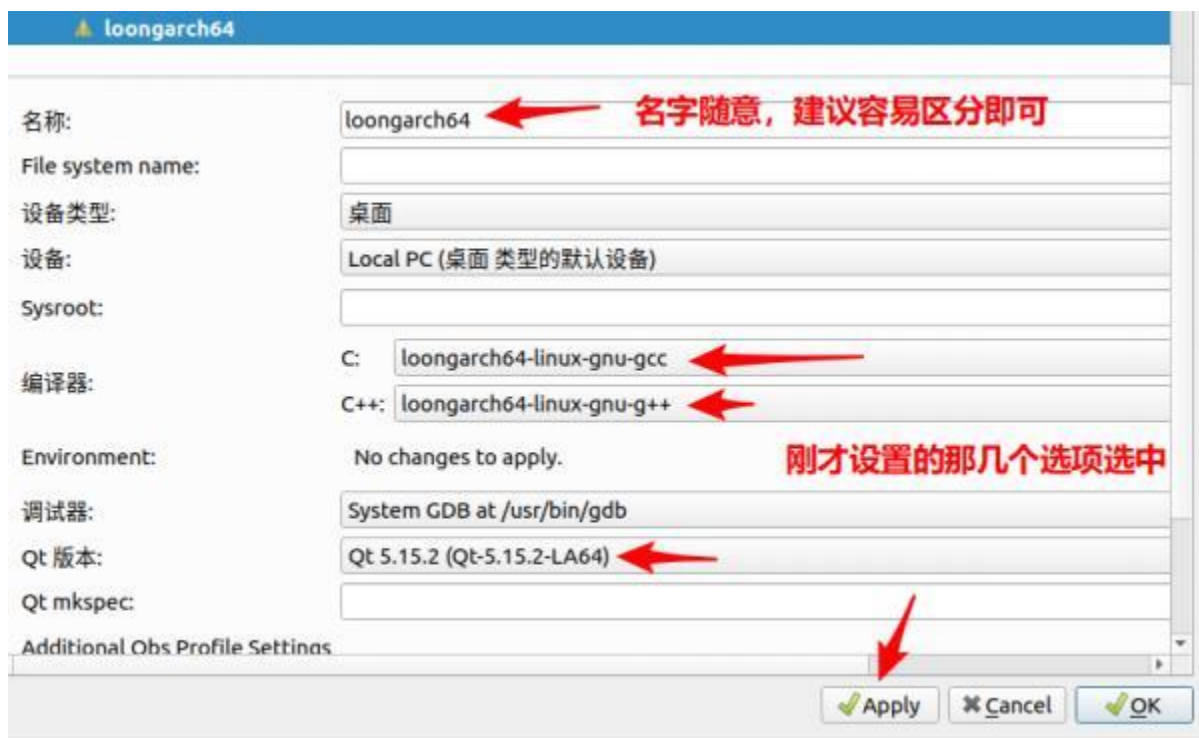 loongarch64
名称:
loongarch64
名字随意，建议容易区分即可
File system name:
设备类型:
桌面
设备:
Local PC (桌面 类型的默认设备)
Sysroot:
编译器:
C:
loongarch64-linux-gnu-gcc
C++:
loongarch64-linux-gnu-g++
Environment:
No changes to apply.
刚才设置的那几个选项选中
调试器:
System GDB at /usr/bin/gdb
Qt 版本:
Qt 5.15.2 (Qt-5.15.2-LA64)
Qt mkspec:
Additional Qbs Profile Settings
Apply
Cancel
OK